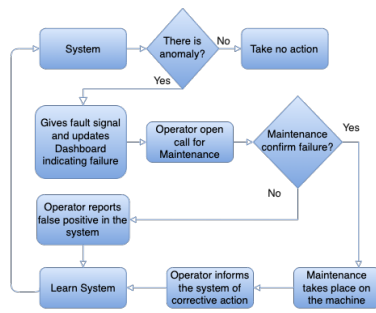 System
There is
anomaly?
No
Take no action
Yes
Gives fault signal
and updates
Dashboard
indicating failure
Operator open
call for
Maintenance
Maintenance
confirm failure?
Yes
No
Operator reports
false positive in the
system
Learn System
Operator informs
the system of
corrective action
Maintenance
takes place on
the machine